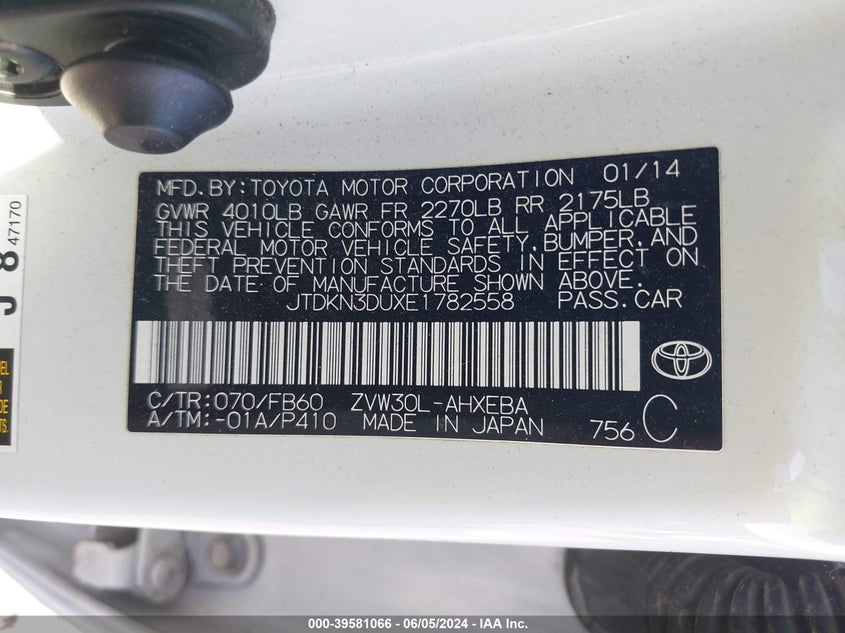 MFD.BY:TOYOTA MOTOR CORPORATION 01/14
GVWR 4010LB GAWR FR 2270LB RR 2175LB
THIS VEHICLE CONFORMS TO ALL APPLICABLE
FEDERAL MOTOR VEHICLE SAFETY,BUMPER,AND
THEFT PREVENTION STANDARDS IN EFFECT ON
THE DATE OF MANUFACTURE SHOWN ABOVE.
JTDKN3DUXE1782558 PASS.CAR
C/TR:070/FB60 ZVW30L-AHXEBA
A/TM:-01A/P410 MADE IN JAPAN 756 C
47170
000-39581066 - 06/05/2024 - IAA Inc.